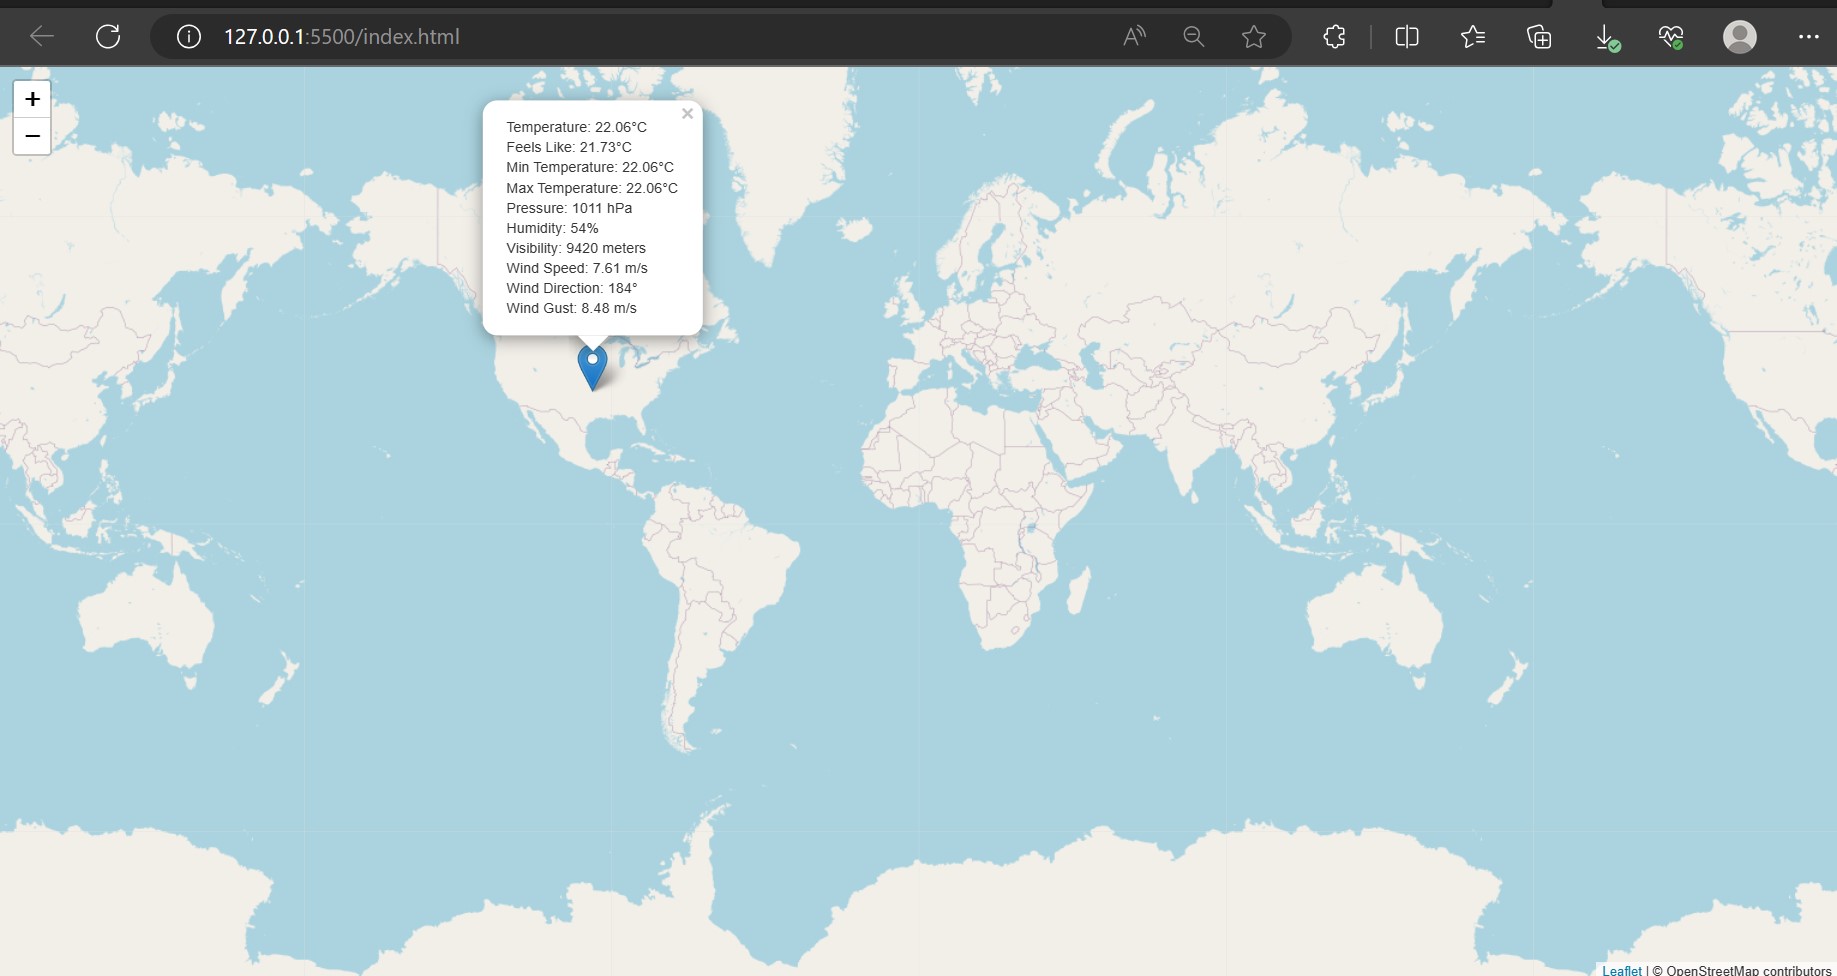 127.0.0.1:5500/index.html
+
−
×
Temperature: 22.06°C
Feels Like: 21.73°C
Min Temperature: 22.06°C
Max Temperature: 22.06°C
Pressure: 1011 hPa
Humidity: 54%
Visibility: 9420 meters
Wind Speed: 7.61 m/s
Wind Direction: 184°
Wind Gust: 8.48 m/s
Leaflet | © OpenStreetMap contributors